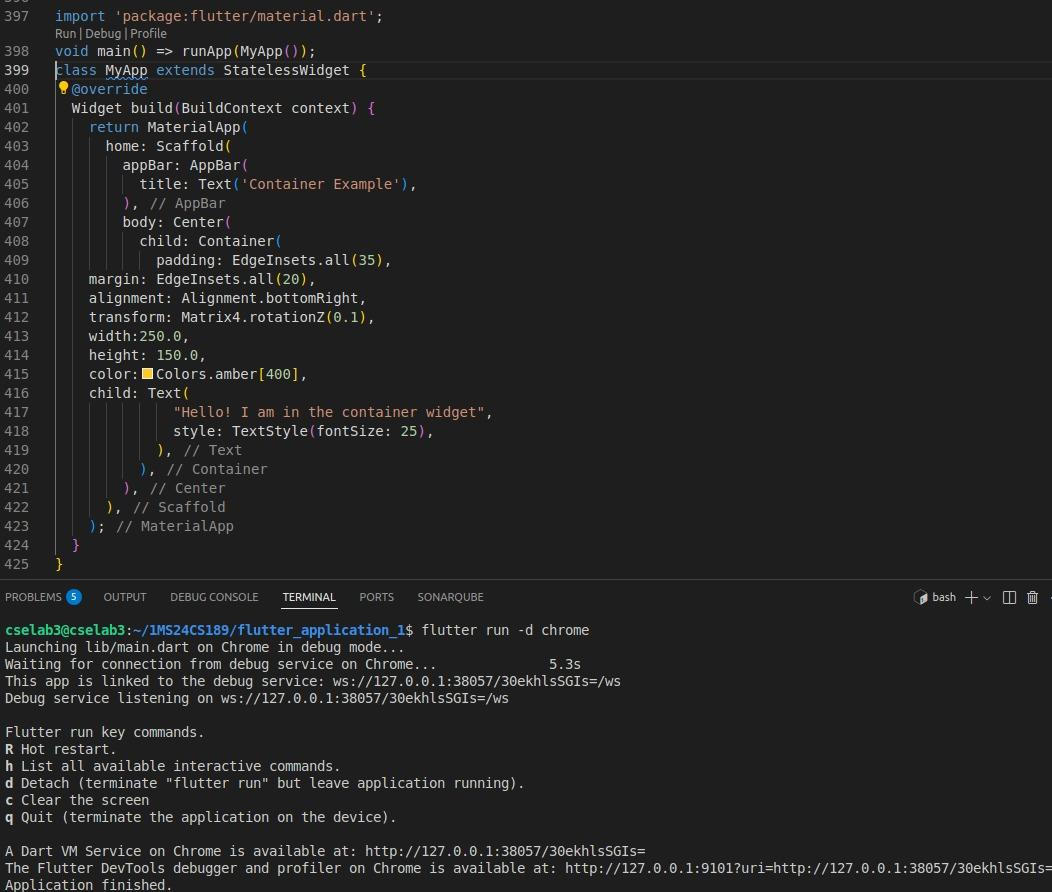 397 import 'package:flutter/material.dart';
Run | Debug | Profile
398 void main() => runApp(MyApp());
399 class MyApp extends StatelessWidget {
400   @override
401   Widget build(BuildContext context) {
402     return MaterialApp(
403       home: Scaffold(
404         appBar: AppBar(
405           title: Text('Container Example'),
406         ), // AppBar
407         body: Center(
408           child: Container(
409             padding: EdgeInsets.all(35),
410     margin: EdgeInsets.all(20),
411     alignment: Alignment.bottomRight,
412     transform: Matrix4.rotationZ(0.1),
413     width:250.0,
414     height: 150.0,
415     color: Colors.amber[400],
416     child: Text(
417               "Hello! I am in the container widget",
418               style: TextStyle(fontSize: 25),
419             ), // Text
420           ), // Container
421         ), // Center
422       ), // Scaffold
423     ); // MaterialApp
424   }
425 }
PROBLEMS 5 OUTPUT DEBUG CONSOLE TERMINAL PORTS SONARQUBE bash
cselab3@cselab3:~/1MS24CS189/flutter_application_1$ flutter run -d chrome
Launching lib/main.dart on Chrome in debug mode...
Waiting for connection from debug service on Chrome... 5.3s
This app is linked to the debug service: ws://127.0.0.1:38057/30ekhlsSGIs=/ws
Debug service listening on ws://127.0.0.1:38057/30ekhlsSGIs=/ws
Flutter run key commands.
R Hot restart.
h List all available interactive commands.
d Detach (terminate "flutter run" but leave application running).
c Clear the screen
q Quit (terminate the application on the device).
A Dart VM Service on Chrome is available at: http://127.0.0.1:38057/30ekhlsSGIs=
The Flutter DevTools debugger and profiler on Chrome is available at: http://127.0.0.1:9101?uri=http://127.0.0.1:38057/30ekhlsSGIs=
Application finished.